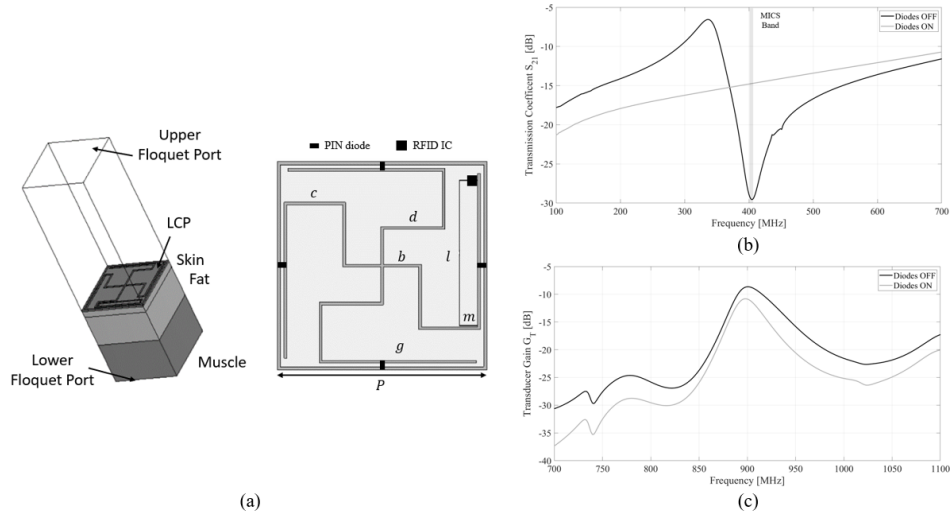 Upper
Floquet Port
LCP
Skin
Fat
Muscle
Lower
Floquet Port
PIN diode
RFID IC
c
d
b
l
m
g
P
(a)
Transmission Coefficent S21 [dB]
-5
-10
-15
-20
-25
-30
MICS
Band
Diodes OFF
Diodes ON
100
200
300
400
500
600
700
Frequency [MHz]
(b)
Transducer Gain GT [dB]
-5
-10
-15
-20
-25
-30
-35
-40
Diodes OFF
Diodes ON
700
750
800
850
900
950
1000
1050
1100
Frequency [MHz]
(c)